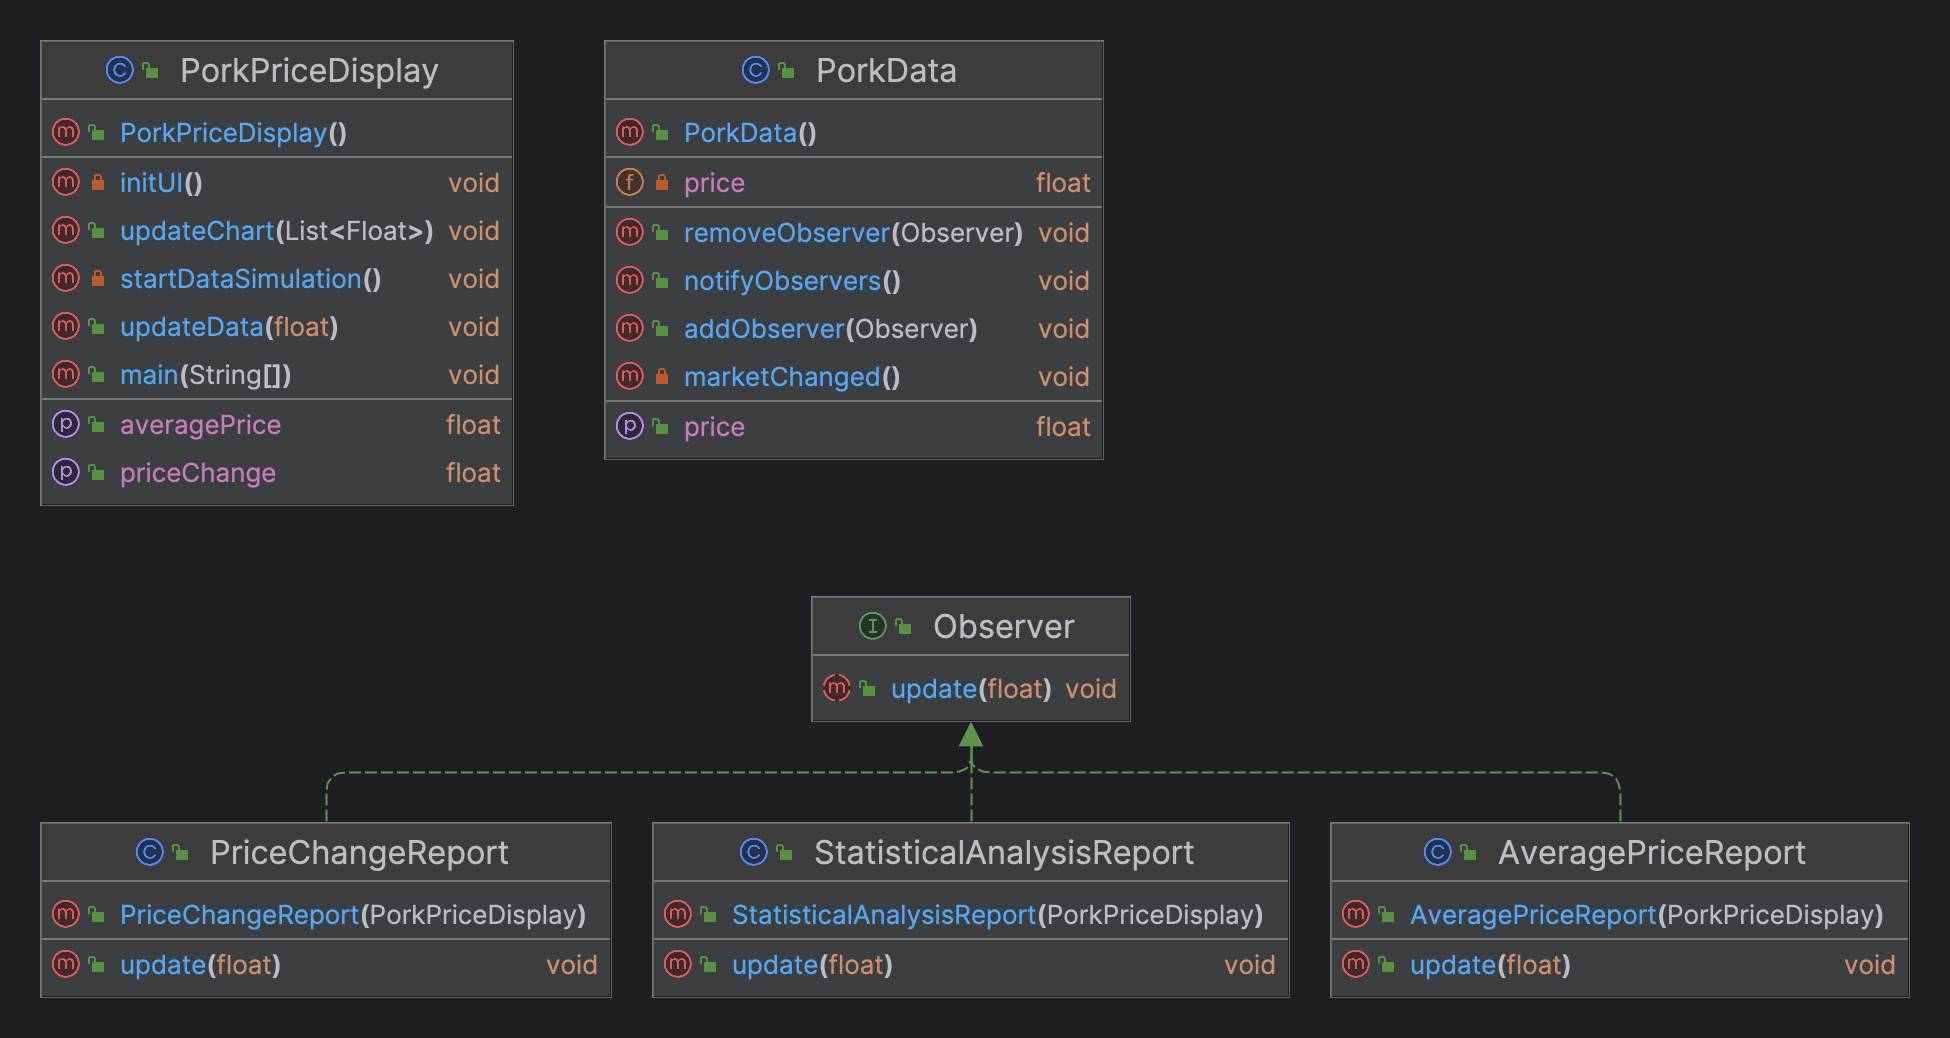 PorkPriceDisplay
PorkPriceDisplay()
initUI() void
updateChart(List<Float>) void
startDataSimulation() void
updateData(float) void
main(String[]) void
averagePrice float
priceChange float
PorkData
PorkData()
price float
removeObserver(Observer) void
notifyObservers() void
addObserver(Observer) void
marketChanged() void
price float
Observer
update(float) void
PriceChangeReport
PriceChangeReport(PorkPriceDisplay)
update(float) void
StatisticalAnalysisReport
StatisticalAnalysisReport(PorkPriceDisplay)
update(float) void
AveragePriceReport
AveragePriceReport(PorkPriceDisplay)
update(float) void